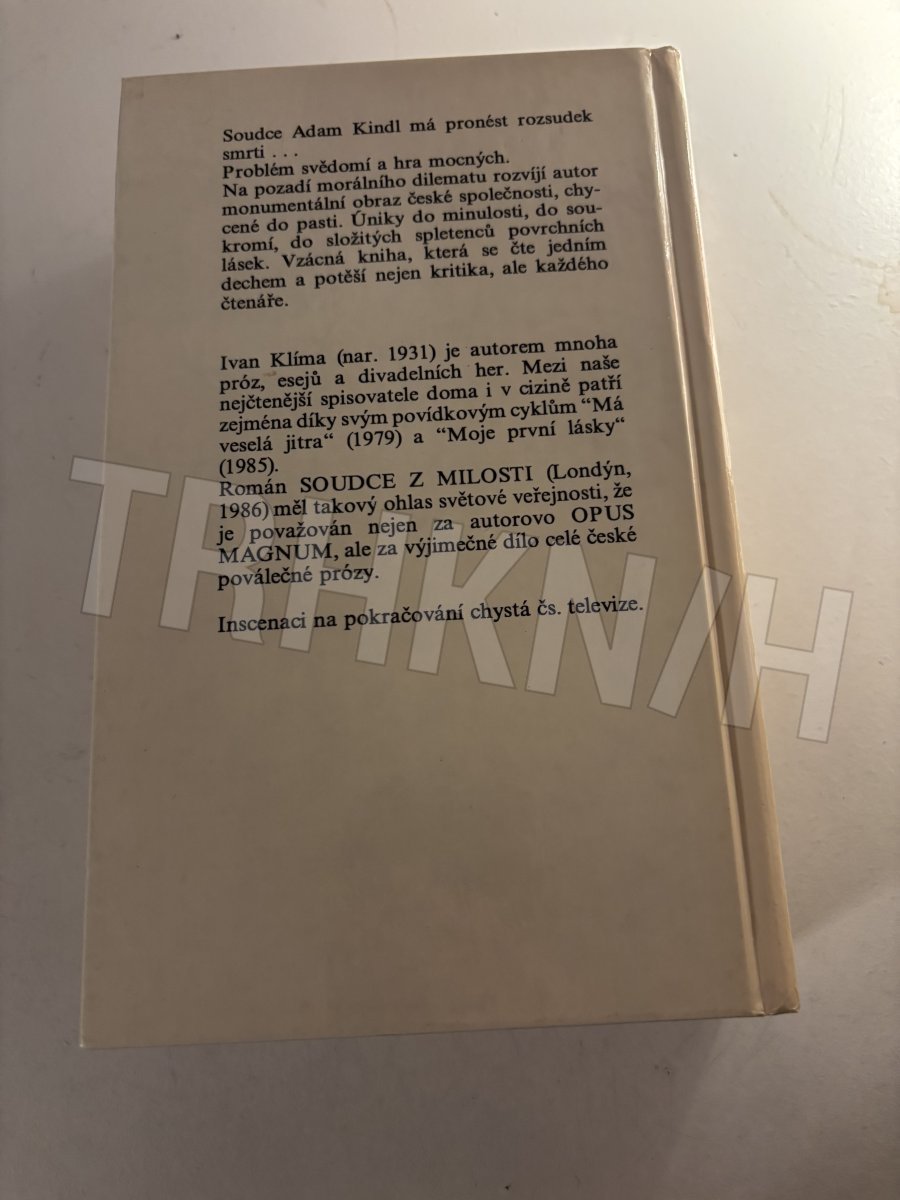 Soudce Adam Kindl má pronést rozsudek
smrti . . .
Problém svědomí a hra mocných.
Na pozadí morálního dilematu rozvíjí autor
monumentální obraz české společnosti, chy-
cené do pasti. Úniky do minulosti, do sou-
kromí, do složitých spletenců povrchních
lásek. Vzácná kniha, která se čte jedním
dechem a potěší nejen kritika, ale každého
čtenáře.
Ivan Klíma (nar. 1931) je autorem mnoha
próz, esejů a divadelních her. Mezi naše
nejčtenější spisovatele doma i v cizině patří
zejména díky svým povídkovým cyklům “Má
veselá jitra“ (1979) a “Moje první lásky“
(1985).
Román SOUDCE Z MILOSTI (Londýn,
1986) měl takový ohlas světové veřejnosti, že
je považován nejen za autorovo OPUS
MAGNUM, ale za výjimečné dílo celé české
poválečné prózy.
Inscenaci na pokračování chystá čs. televize.
TRHKNIH